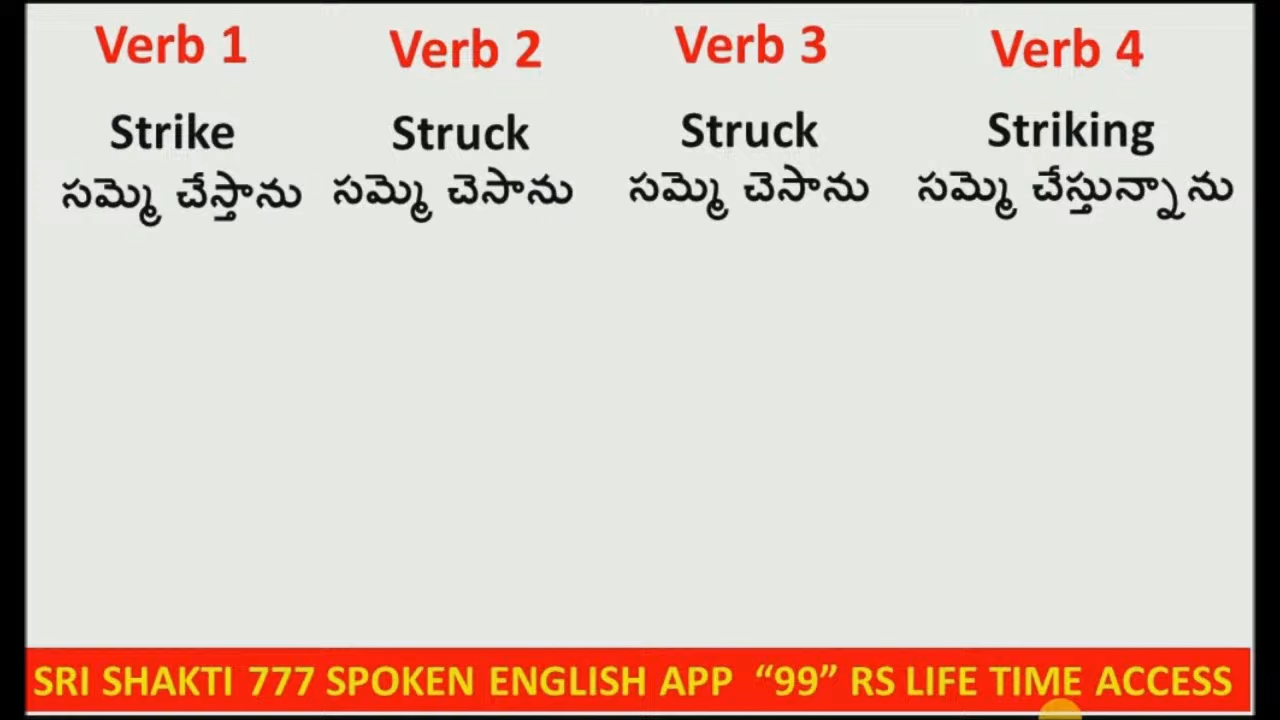 Verb 1 Verb 2 Verb 3 Verb 4
Strike Struck Struck Striking
సమ్మె చేస్తాను సమ్మె చెసాను సమ్మె చెసాను సమ్మె చేస్తున్నాను
SRI SHAKTI 777 SPOKEN ENGLISH APP “99” RS LIFE TIME ACCESS